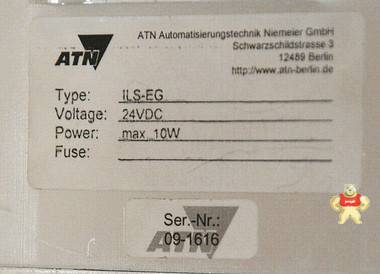 ATN Automatisierungstechnik Niemeier GmbH
Schwarzschildstrasse 3
12489 Berlin
http://www.atn-berlin.de
ATN
Type: ILS-EG
Voltage: 24VDC
Power: max. 10W
Fuse:
Ser.-Nr.:
09-1616
ATN